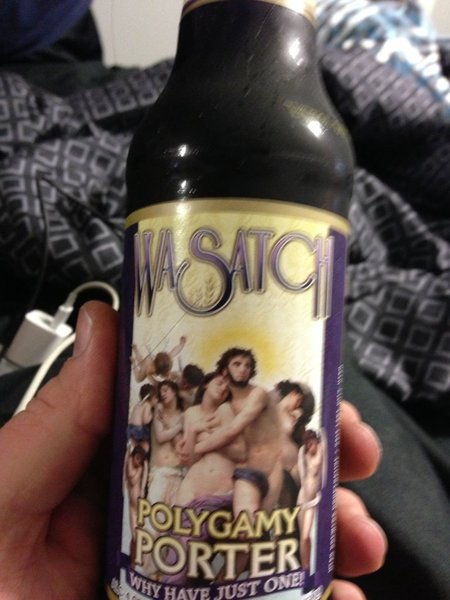 WASATCH
POLYGAMY
PORTER
WHY HAVE JUST ONE!